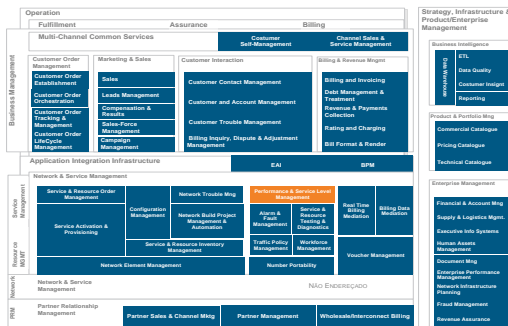 Operation
Fulfillment Assurance Billing
Multi-Channel Common Services
Costumer
Self-Management
Channel Sales &
Service Management
Business Management
Customer Order
Management
Customer Order
Establishment
Customer Order
Orchestration
Customer Order
Tracking &
Management
Customer Order
LifeCycle
Management
Marketing & Sales
Sales
Leads Management
Compensation &
Results
Sales-Force
Management
Campaign
Management
Customer Interaction
Customer Contact Management
Customer and Account Management
Customer Trouble Management
Billing Inquiry, Dispute & Adjustment
Management
Billing & Revenue Mngmt
Billing and Invoicing
Debt Management &
Treatment
Revenue & Payments
Collection
Rating and Charging
Bill Format & Render
Application Integration Infrastructure
EAI
BPM
Service
Management
Resource
MGMT
Network & Service Management
Service & Resource Order
Management
Service Activation &
Provisioning
Configuration
Management
Network Trouble Mng
Network Build Project
Management &
Automation
Service & Resource Inventory
Management
Network Element Management
Performance & Service Level
Management
Alarm &
Fault
Management
Service &
Resource
Testing &
Diagnostics
Traffic Policy
Management
Workforce
Management
Number Portability
Real Time
Billing
Mediation
Billing Data
Mediation
Voucher Management
Network
Network & Service
Management
NÃO ENDEREÇADO
PRM
Partner Relationship
Management
Partner Sales & Channel Mktg
Partner Management
Wholesale/Interconnect Billing
Strategy, Infrastructure &
Product/Enterprise
Management
Business Intelligence
Data Warehouse
ETL
Data Quality
Costumer Insignt
Reporting
Product & Portfolio Mng
Commercial Catalogue
Pricing Catalogue
Technical Catalogue
Enterprise Management
Financial & Account Mng
Supply & Logistics Mgmt.
Executive Info Systems
Human Assets
Management
Document Mng
Enterprise Performance
Management
Network Infrastructure
Planning
Fraud Management
Revenue Assurance